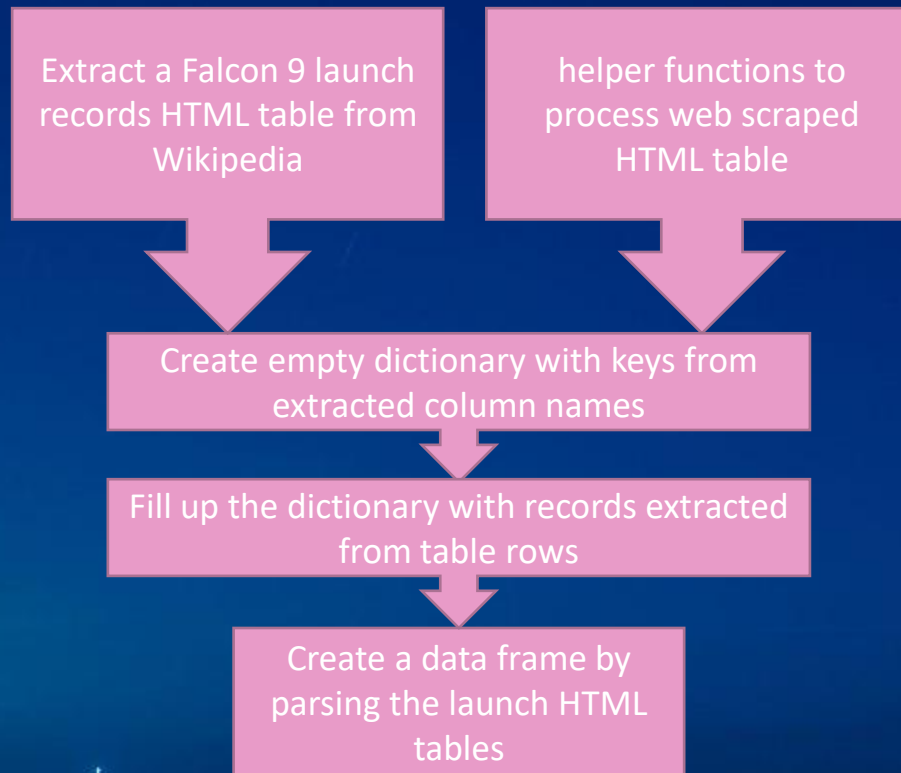 Extract a Falcon 9 launch
records HTML table from
Wikipedia
helper functions to
process web scraped
HTML table
Create empty dictionary with keys from
extracted column names
Fill up the dictionary with records extracted
from table rows
Create a data frame by
parsing the launch HTML
tables